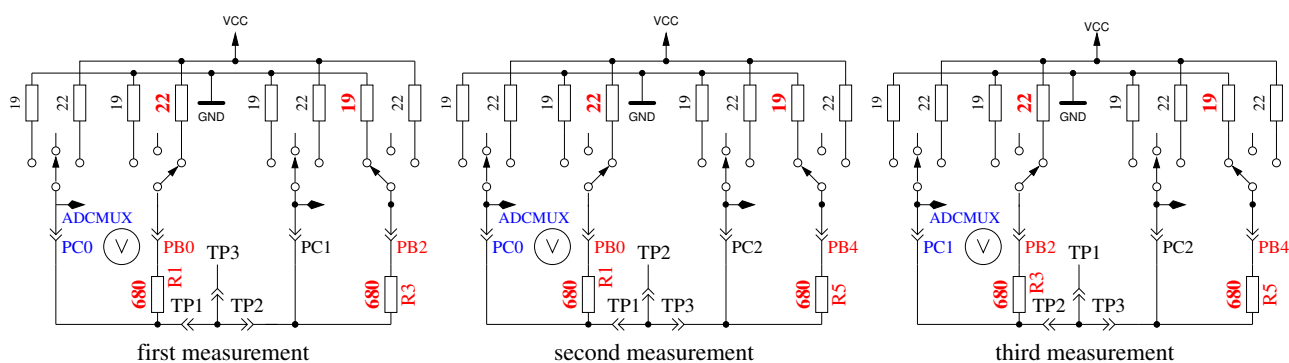 VCC VCC VCC
19 22 19 22 19 22 19 22 19 22 19 22 19 22 19 22 19 22 19 22 19 22 19 22
GND GND GND
ADCMUX ADCMUX ADCMUX
PC0 V PB0 TP3 PC1 PB2 PC0 V PB0 TP2 PC2 PB4 PC1 V PB2 TP1 PC2 PB4
680 R1 680 R3 680 R1 680 R5 680 R3 680 R5
TP1 TP2 TP1 TP3 TP2 TP3
first measurement second measurement third measurement